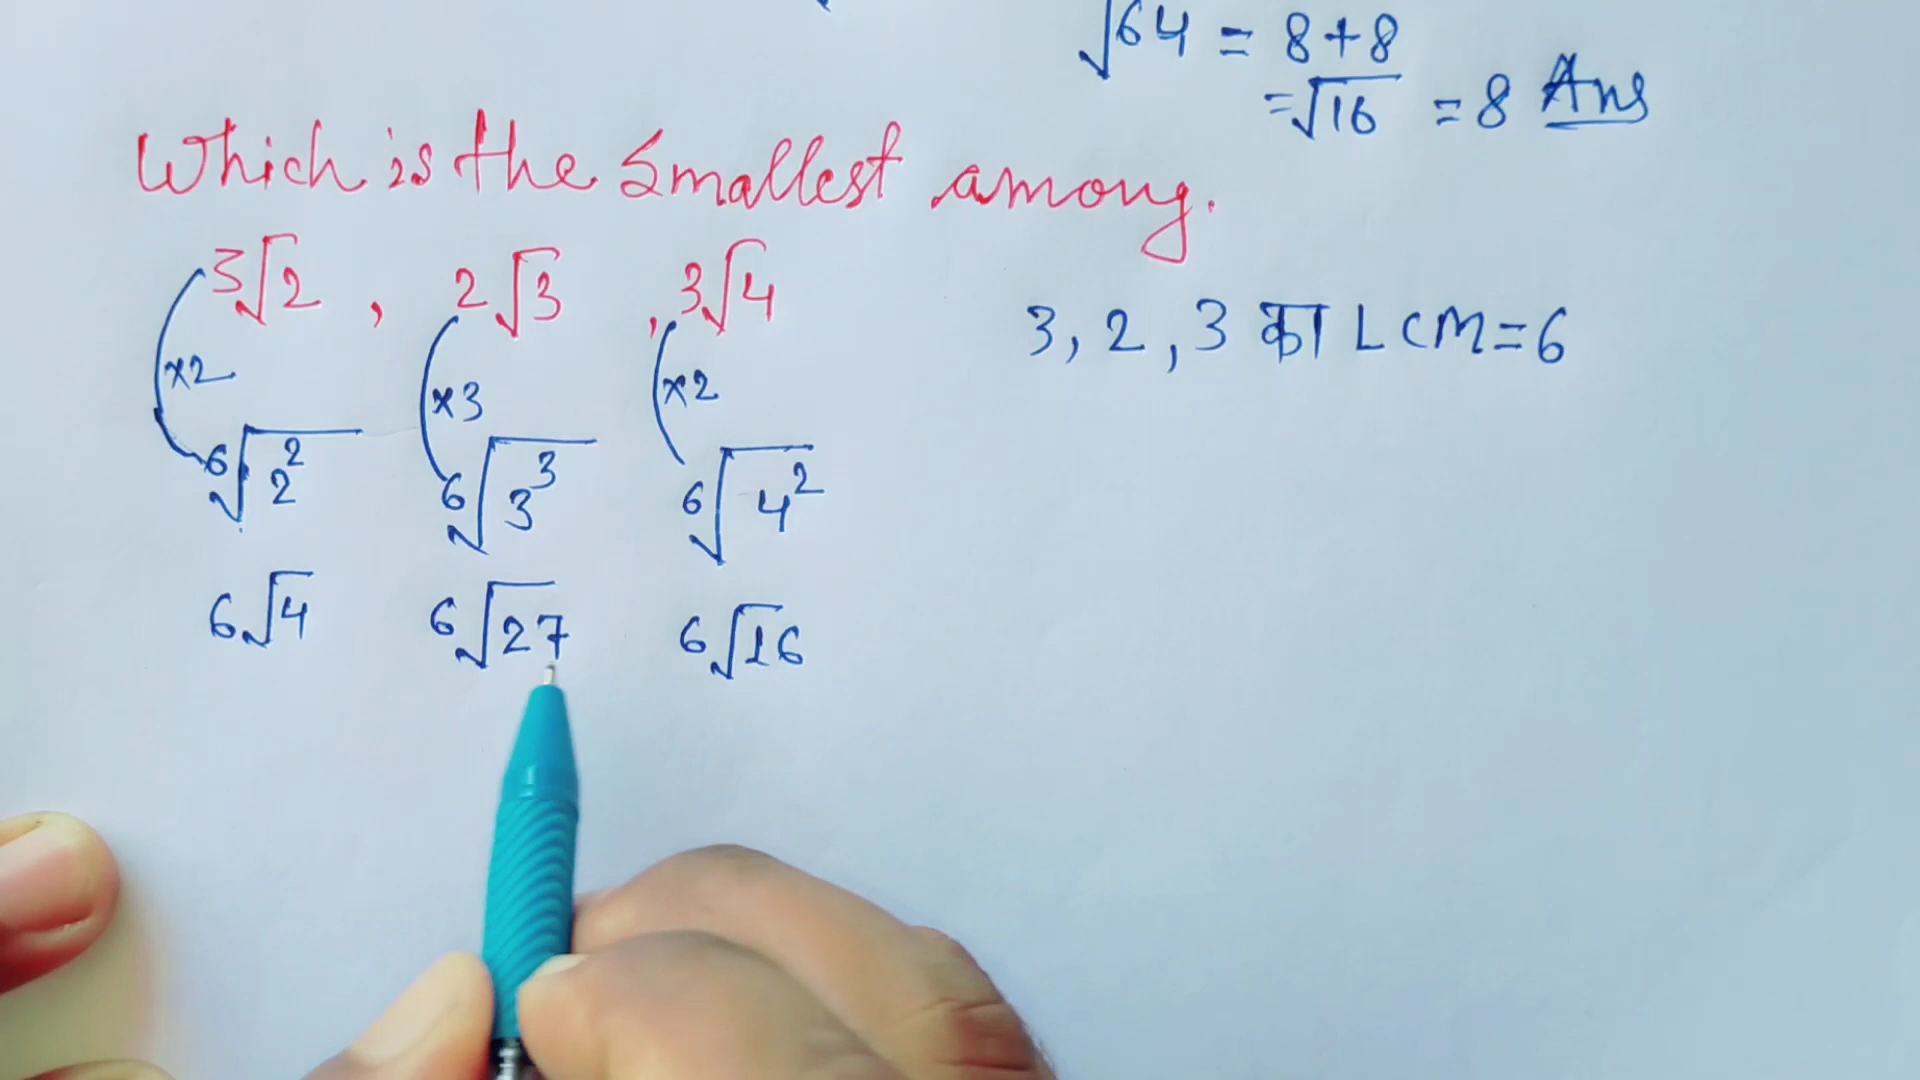 √64 = 8+8
=√16 = 8 Ans
Which is the Smallest among.
³√2 , ²√3 , ³√4
3, 2, 3 का LCM=6
×2 ×3 ×2
⁶√2² ⁶√3³ ⁶√4²
⁶√4 ⁶√27 ⁶√16